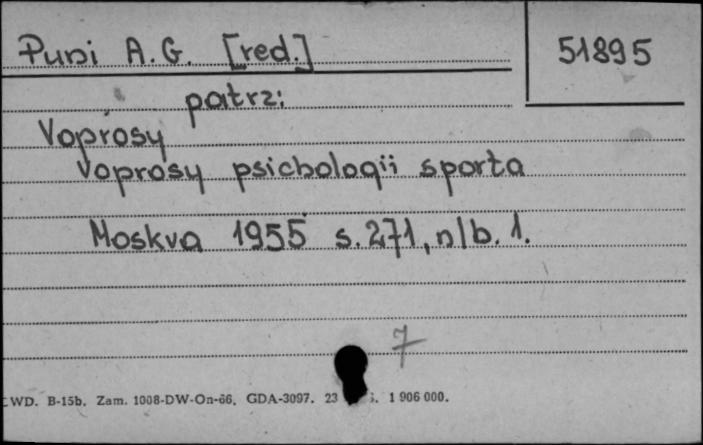 Puni A.G. [red.] 51895
patrz:
Voprosy
Voprosy psichologii sporta
Moskva 1955 s. 271, nlb. 1.
7
WD. B-15b. Zam. 1008-DW-On-66. GDA-3097. 23 1 906 000.